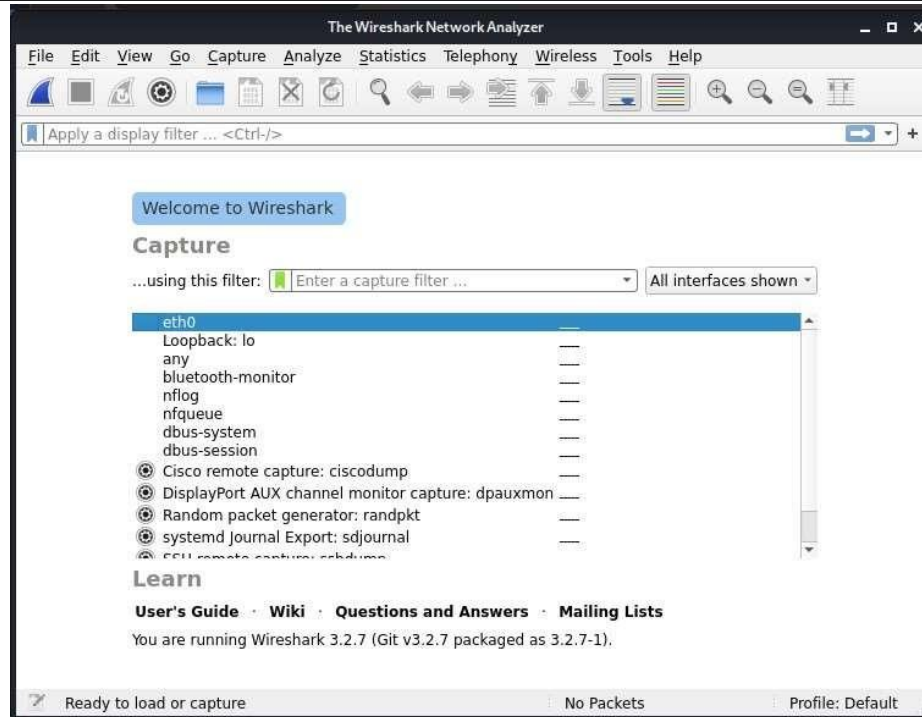 The Wireshark Network Analyzer
File Edit View Go Capture Analyze Statistics Telephony Wireless Tools Help
Apply a display filter ... <Ctrl-/>
Welcome to Wireshark
Capture
...using this filter: Enter a capture filter ... All interfaces shown
eth0
Loopback: lo
any
bluetooth-monitor
nflog
nfqueue
dbus-system
dbus-session
Cisco remote capture: ciscodump
DisplayPort AUX channel monitor capture: dpauxmon
Random packet generator: randpkt
systemd Journal Export: sdjournal
SSH remote capture: sshdump
Learn
User's Guide · Wiki · Questions and Answers · Mailing Lists
You are running Wireshark 3.2.7 (Git v3.2.7 packaged as 3.2.7-1).
Ready to load or capture No Packets Profile: Default